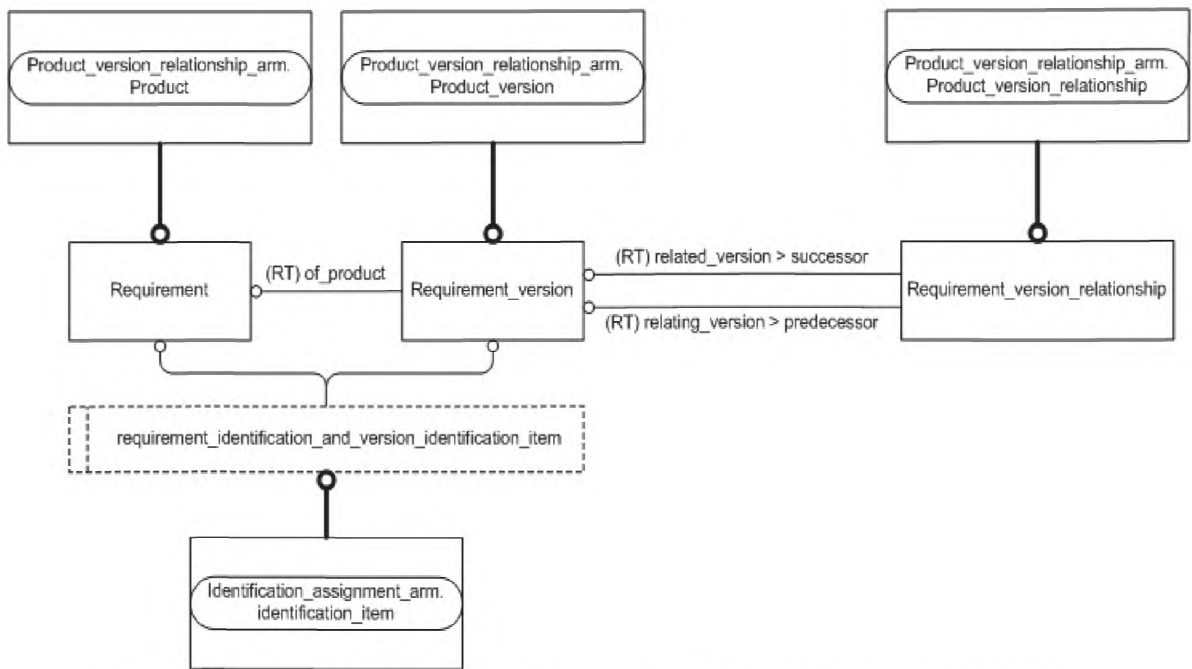 Product_version_relationship_arm.
Product
Product_version_relationship_arm.
Product_version
Product_version_relationship_arm.
Product_version_relationship
Requirement
(RT) of_product
Requirement_version
(RT) related_version > successor
(RT) relating_version > predecessor
Requirement_version_relationship
requirement_identification_and_version_identification_item
Identification_assignment_arm.
identification_item